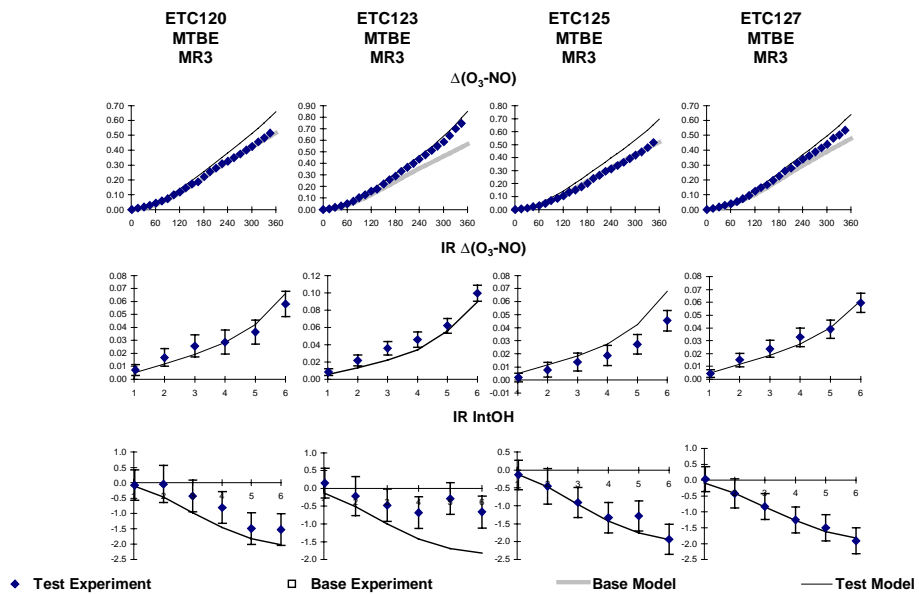 ETC120 ETC123 ETC125 ETC127
MTBE MTBE MTBE MTBE
MR3 MR3 MR3 MR3
Δ(O₃-NO)
0.70 0.90 0.80 0.70
0.60 0.80 0.70 0.60
0.50 0.70 0.60 0.50
0.40 0.60 0.50 0.40
0.30 0.50 0.40 0.30
0.20 0.40 0.30 0.20
0.10 0.30 0.20 0.10
0.00 0.20 0.10 0.00
0.10 0.00
0.00
0 60 120 180 240 300 360 0 60 120 180 240 300 360 0 60 120 180 240 300 360 0 60 120 180 240 300 360
IR Δ(O₃-NO)
0.08 0.12 0.08 0.08
0.07 0.10 0.07 0.07
0.06 0.08 0.06 0.06
0.05 0.06 0.05 0.05
0.04 0.04 0.04 0.04
0.03 0.02 0.03 0.03
0.02 0.00 0.02 0.02
0.01 0.01 0.01
0.00 0.00 0.00
-0.01
1 2 3 4 5 6 1 2 3 4 5 6 1 2 3 4 5 6 1 2 3 4 5 6
IR IntOH
1.0 1.0 0.5 1.0
0.5 0.5 0.0 0.5
0.0 0.0 -0.5 0.0
-0.5 -0.5 -1.0 -0.5
-1.0 -1.0 -1.5 -1.0
-1.5 -1.5 -2.0 -1.5
-2.0 -2.0 -2.5 -2.0
-2.5 -2.5
3 4 5 6 6 3 4 5 6 3 4 5 6
Test Experiment Base Experiment Base Model Test Model